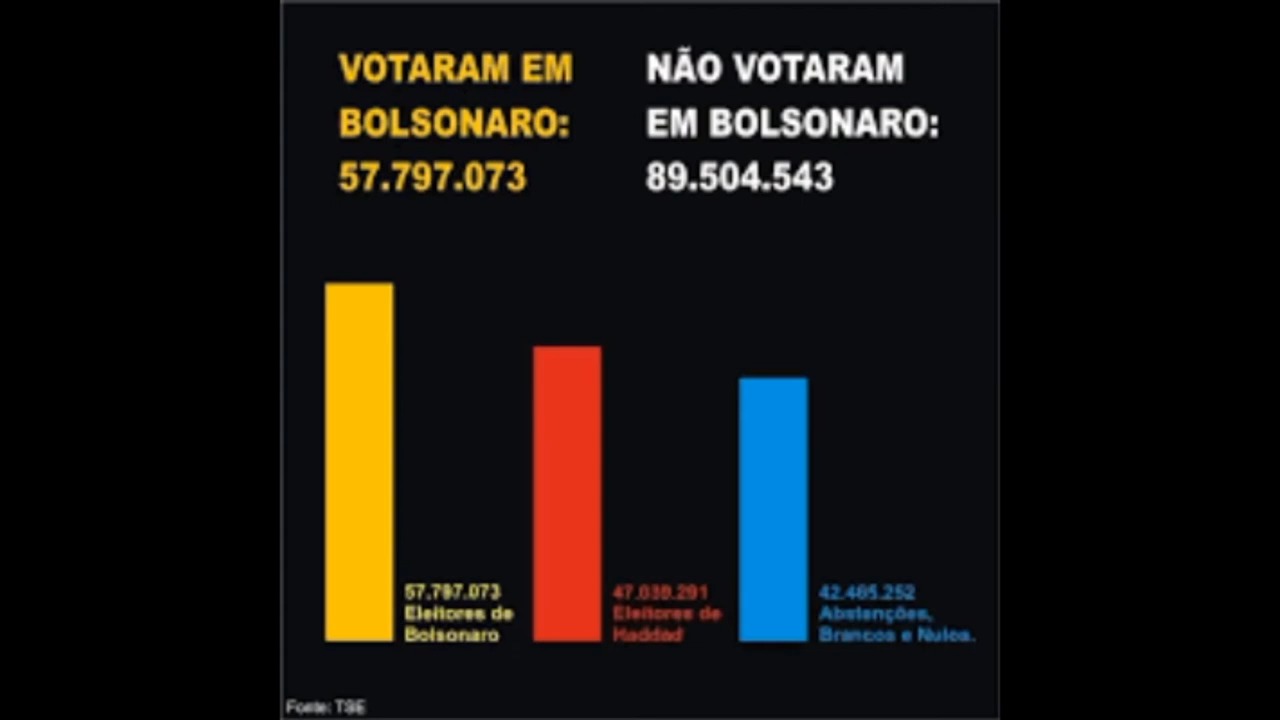 VOTARAM EM
BOLSONARO:
57.797.073
NÃO VOTARAM
EM BOLSONARO:
89.504.543
57.797.073
Eleitores de
Bolsonaro
47.039.291
Eleitores de
Haddad
42.465.252
Abstenções,
Brancos e Nulos.
Fonte: TSE